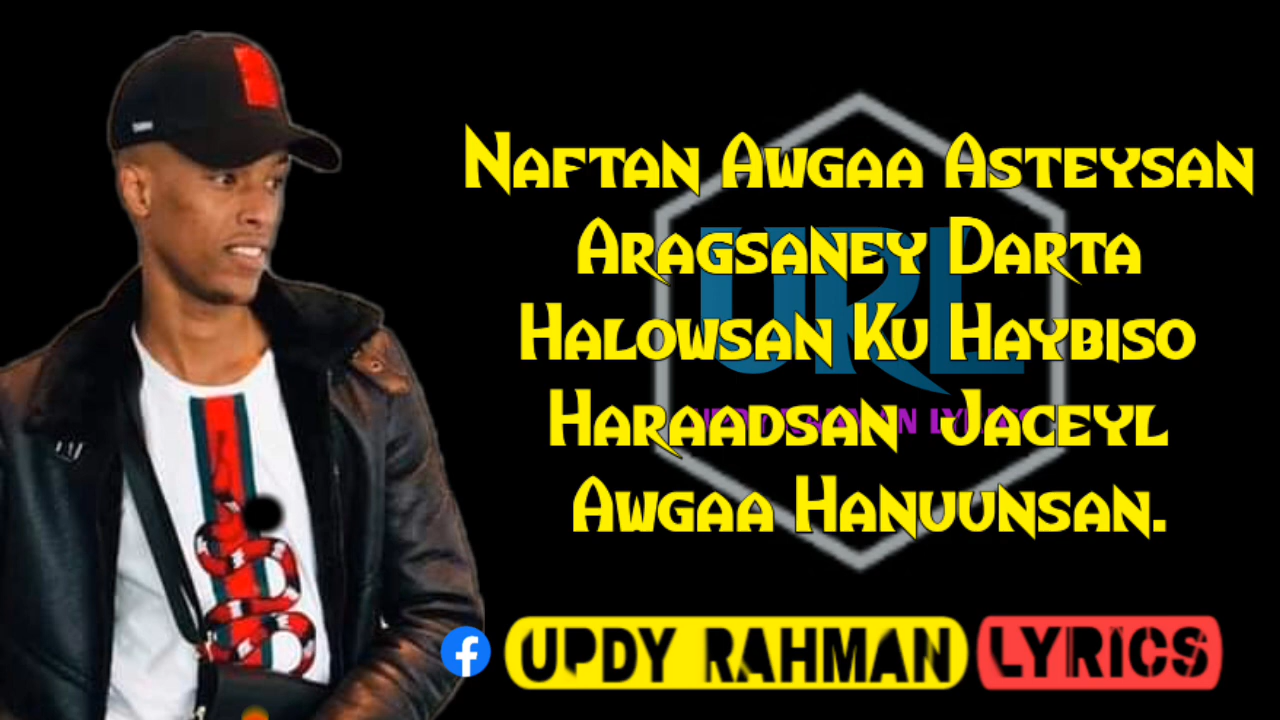 Naftan Awgaa Asteysan
Aragsaney Darta
Halowsan Ku Haybiso
Haraadsan Jaceyl
Awgaa Hanuunsan.
URL
UPDY RAHMAN LYRICS